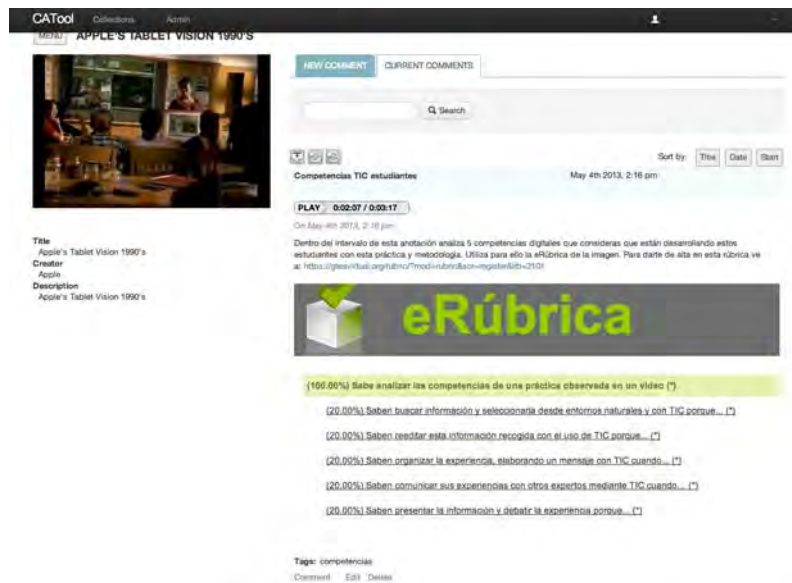 CATool Collections Admin
MENU APPLE'S TABLET VISION 1990'S
NEW COMMENT CURRENT COMMENTS
Search
Sort by: Title Date Start
Competencias TIC estudiantes May 4th 2013, 2:16 pm
PLAY 0:02:07 / 0:03:17
On May 4th 2013, 2:16 pm
Title
Apple's Tablet Vision 1990's
Creator
Apple
Description
Apple's Tablet Vision 1990's
Dentro del intervalo de esta anotación analiza 5 competencias digitales que consideras que están desarrollando estos
estudiantes con esta práctica y metodología. Utiliza para ello la eRúbrica de la imagen. Para darte de alta en esta rúbrica ve
a:
eRúbrica
(100.00%) Sabe analizar las competencias de una práctica observada en un video (*)
(20.00%) Saben buscar información y seleccionarla desde entornos naturales y con TIC porque... (*)
(20.00%) Saben reeditar esta información recogida con el uso de TIC porque... (*)
(20.00%) Saben organizar la experiencia, elaborando un mensaje con TIC cuando... (*)
(20.00%) Saben comunicar sus experiencias con otros expertos mediante TIC cuando... (*)
(20.00%) Saben presentar la información y debatir la experiencia porque... (*)
Tags: competencias
Comment Edit Delete